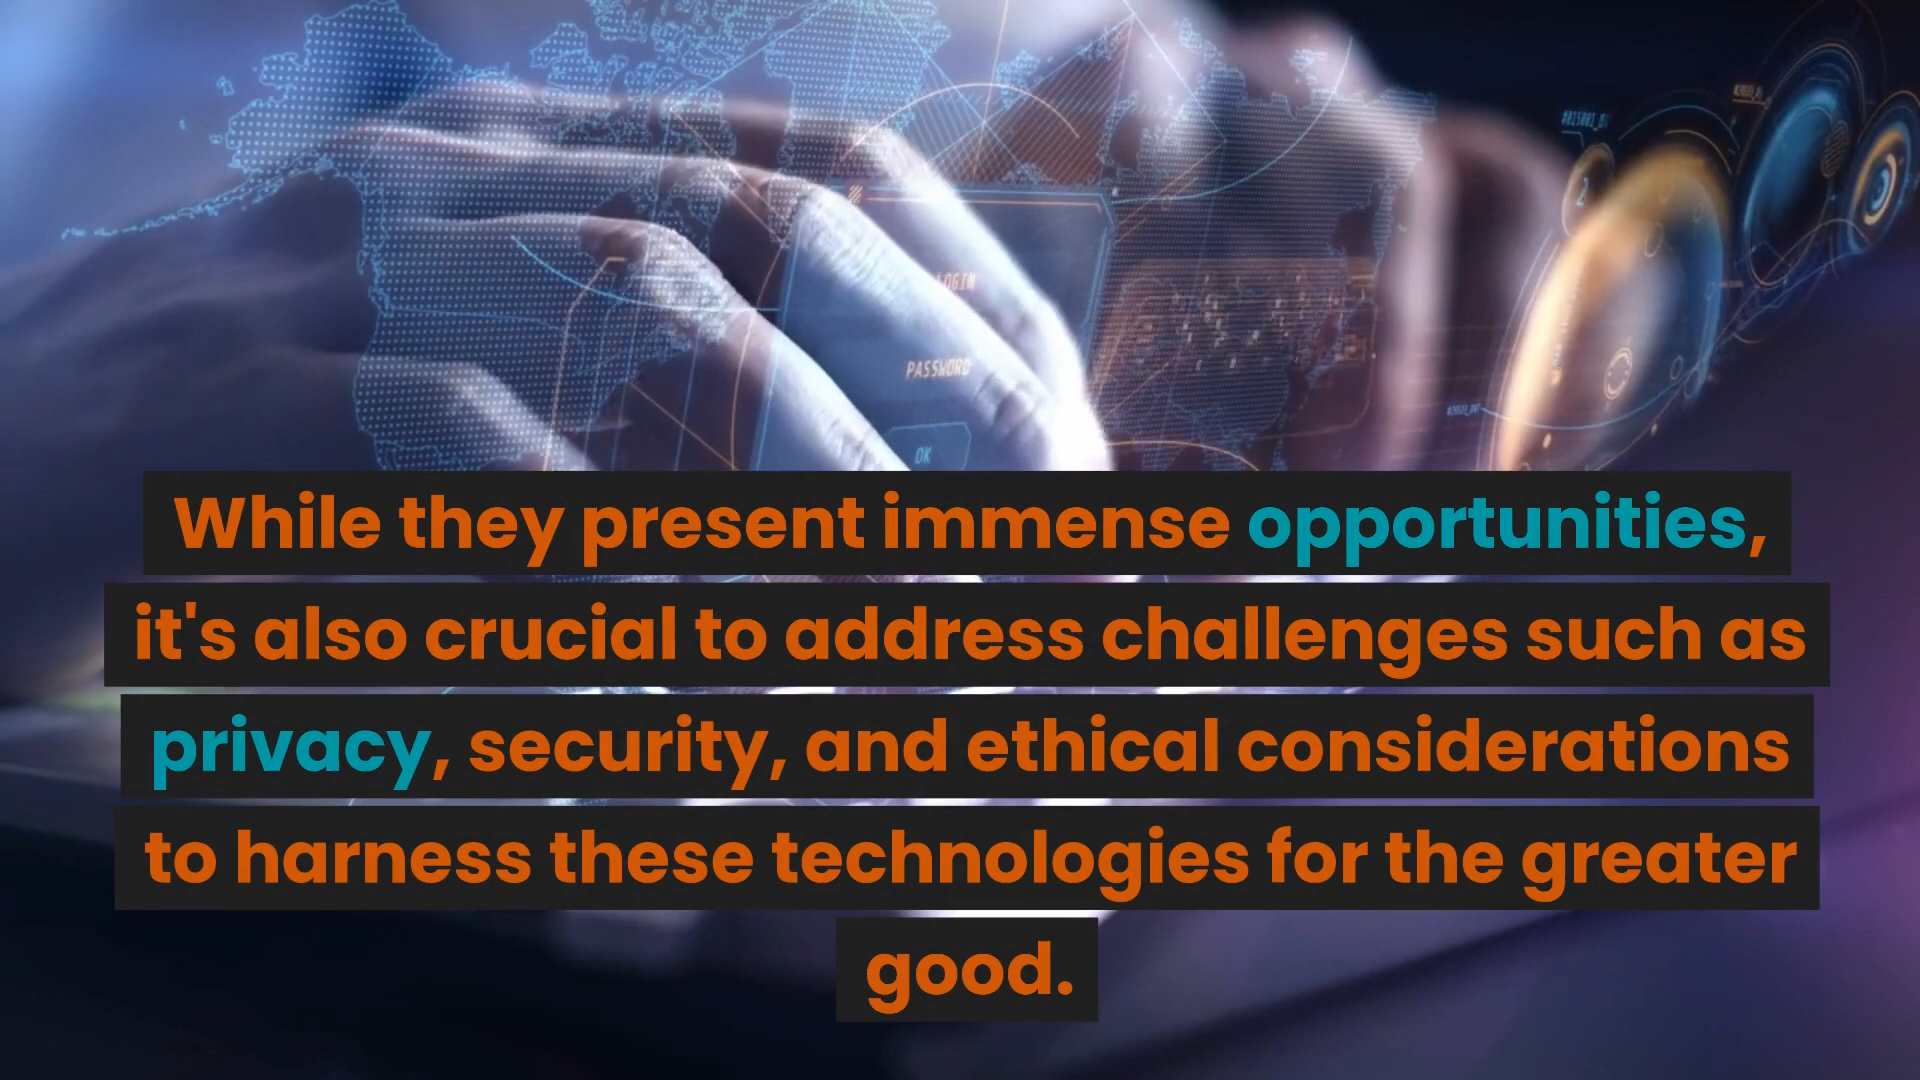 #015003_DX
LOGIN
PASSWORD
OK
While they present immense opportunities,
it's also crucial to address challenges such as
privacy, security, and ethical considerations
to harness these technologies for the greater
good.